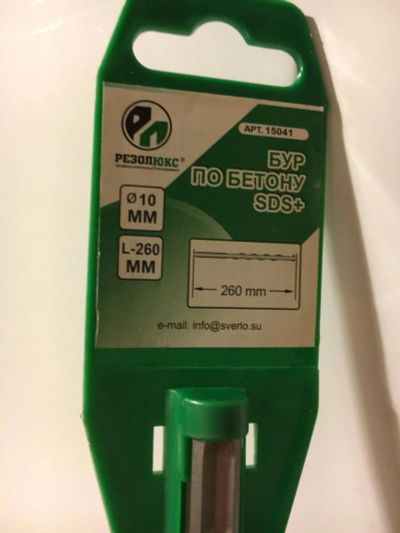 РЕЗОЛЮКС®
АРТ. 15041
БУР
ПО БЕТОНУ
SDS+
Ø10
ММ
L-260
ММ
260 mm
e-mail: info@sverlo.su